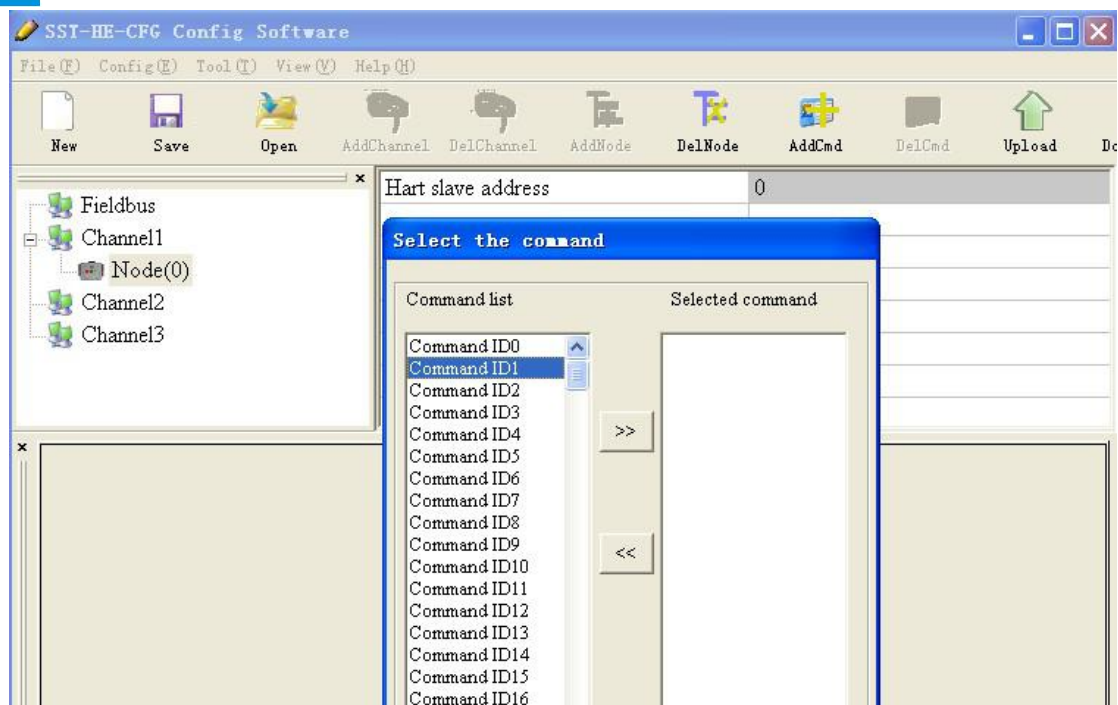 SST-HE-CFG Config Software
File(F) Config(E) Tool(T) View(V) Help(H)
New Save Open AddChannel DelChannel AddNode DelNode AddCmd DelCmd Upload
Hart slave address 0
Fieldbus
Channel1
Node(0)
Channel2
Channel3
Select the command
Command list Selected command
Command ID0
Command ID1
Command ID2
Command ID3
Command ID4
Command ID5
Command ID6
Command ID7
Command ID8
Command ID9
Command ID10
Command ID11
Command ID12
Command ID13
Command ID14
Command ID15
Command ID16
>>
<<